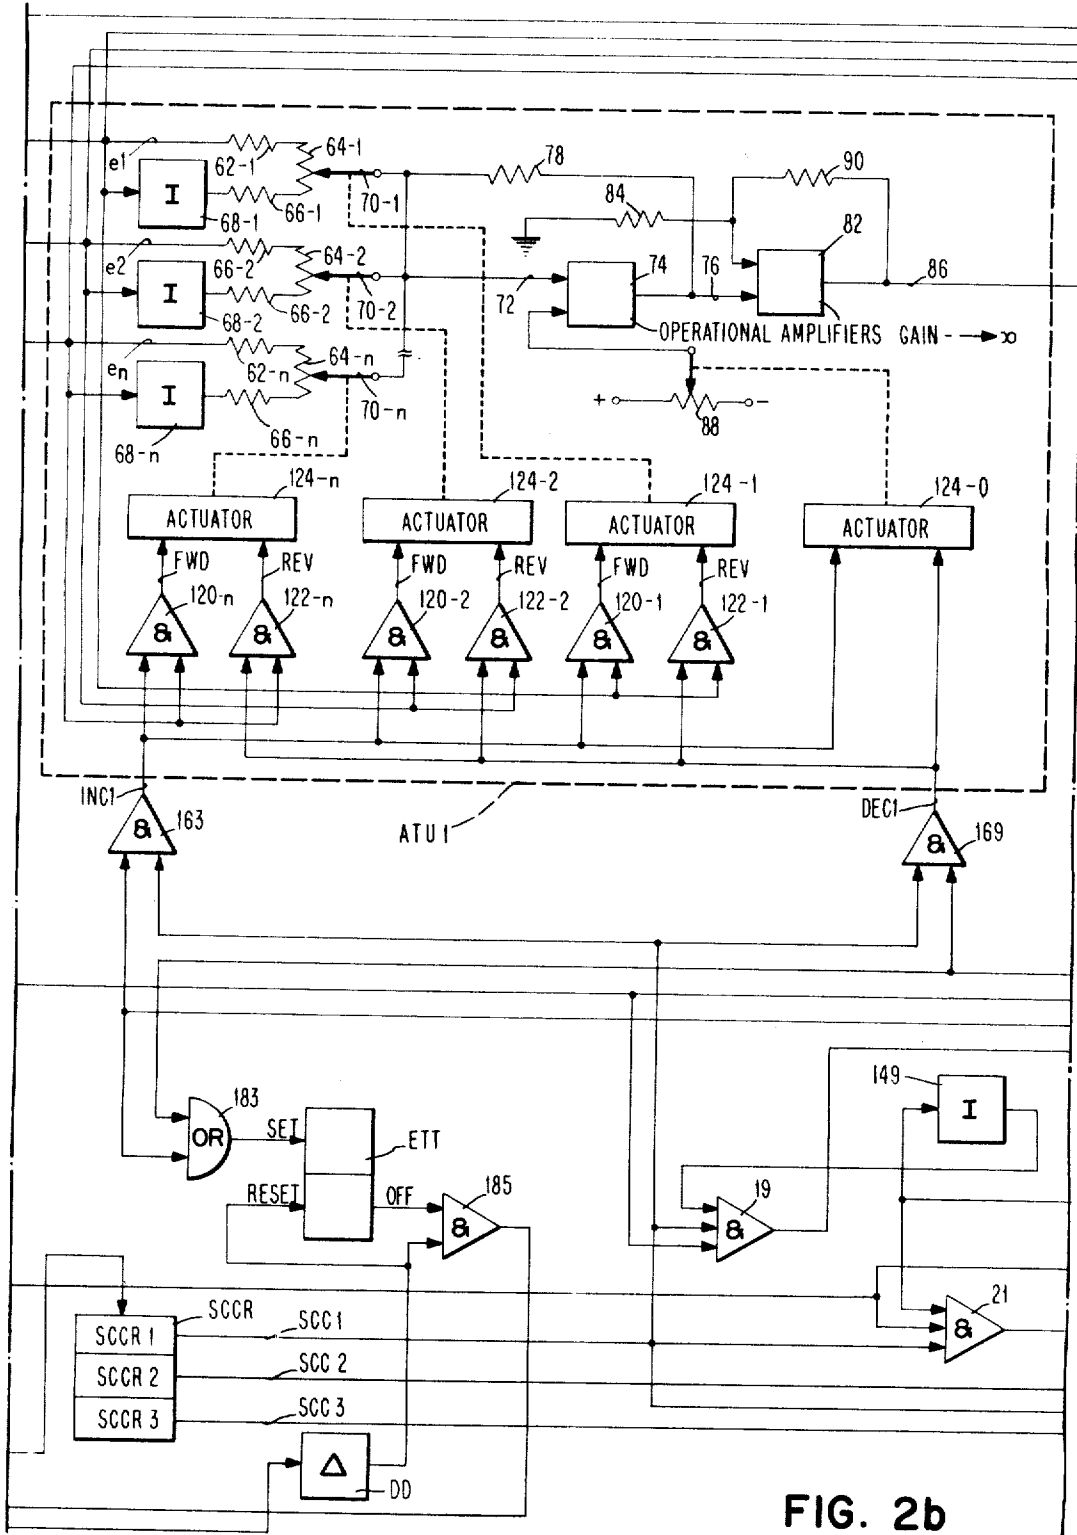 e1
62-1
64-1
I
68-1
66-1
70-1
78
90
84
82
e2
66-2
64-2
I
68-2
66-2
70-2
72
74
76
86
OPERATIONAL AMPLIFIERS GAIN - → ∞
en
62-n
64-n
I
68-n
66-n
70-n
+
-
88
124-n
ACTUATOR
124-2
ACTUATOR
124-1
ACTUATOR
124-0
ACTUATOR
FWD
REV
FWD
REV
FWD
REV
&
120-n
&
122-n
&
120-2
&
122-2
&
120-1
&
122-1
INC1
&
163
ATU1
DEC1
&
169
149
I
183
OR
SET
ETT
RESET
OFF
185
&
19
&
21
&
SCCR
SCCR 1
SCCR 2
SCCR 3
SCC1
SCC 2
SCC 3
Δ
DD
FIG. 2b